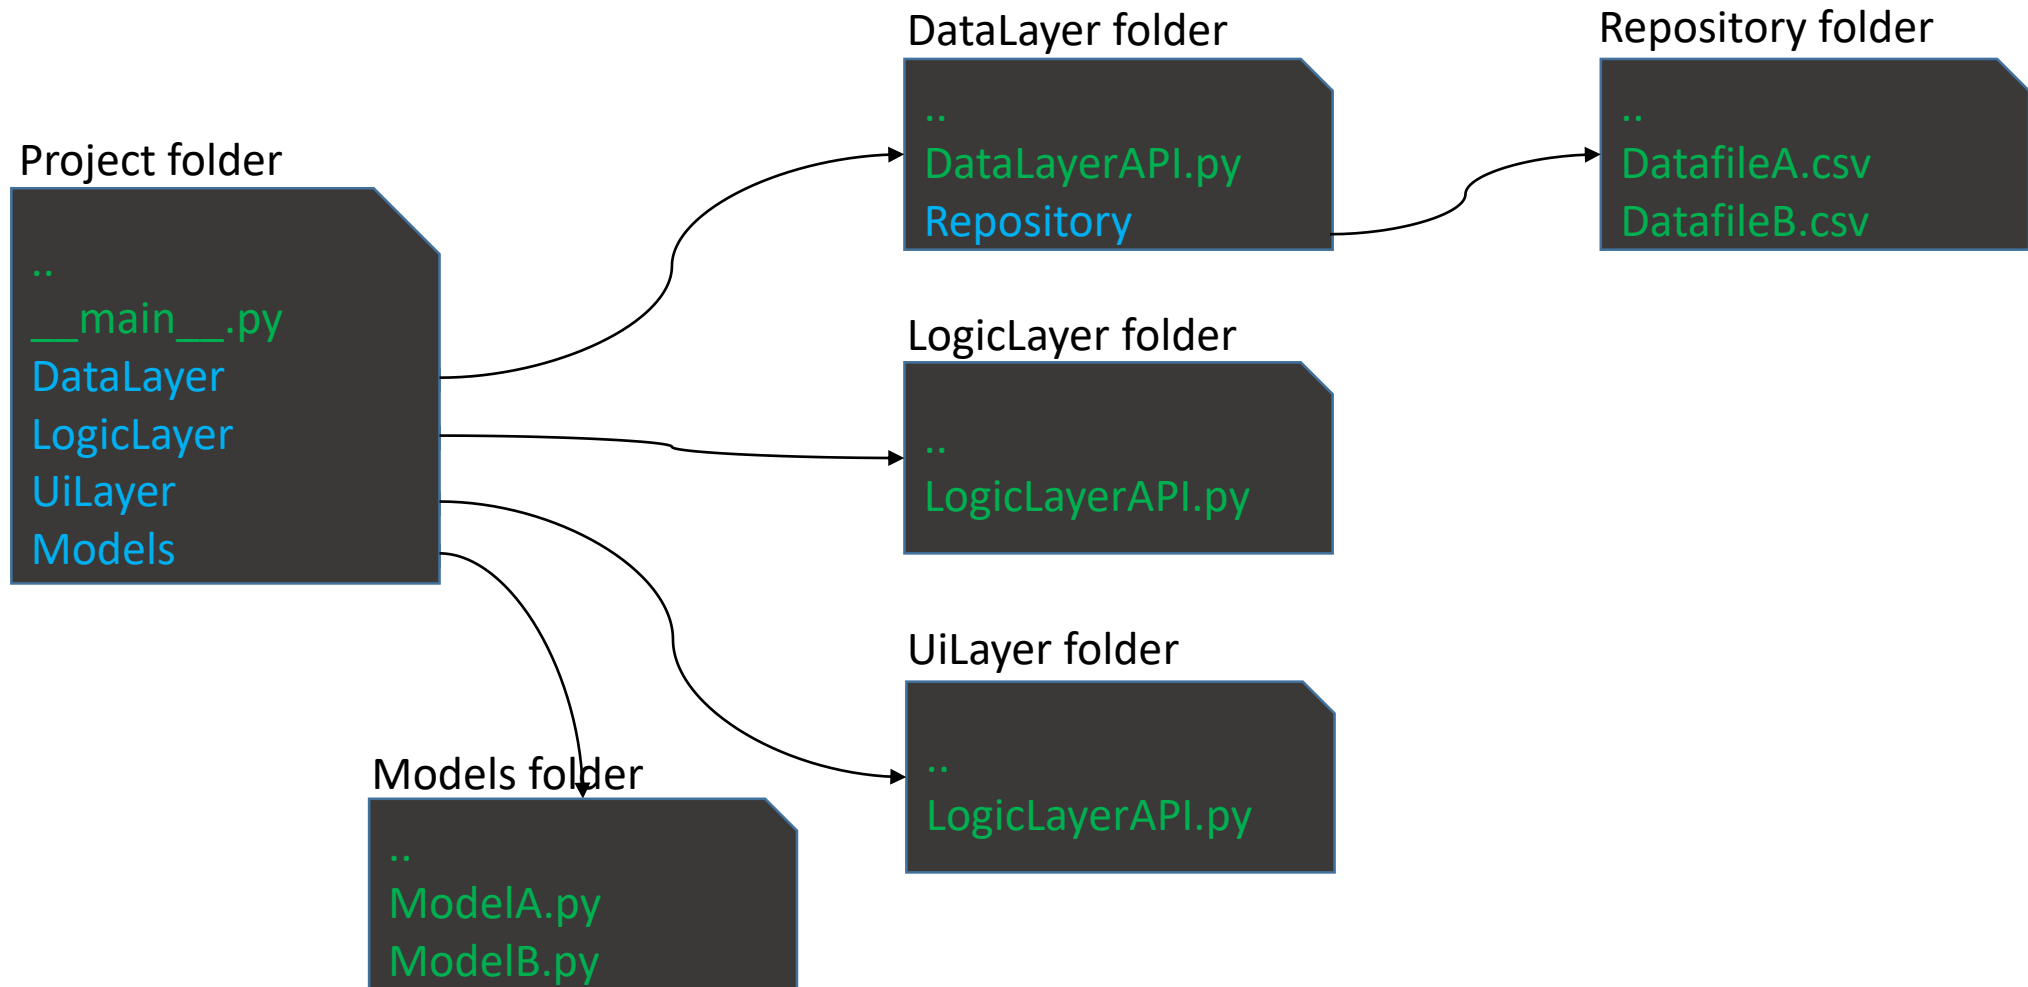 Project folder
..
__main__.py
DataLayer
LogicLayer
UiLayer
Models
DataLayer folder
..
DataLayerAPI.py
Repository
Repository folder
..
DatafileA.csv
DatafileB.csv
LogicLayer folder
..
LogicLayerAPI.py
UiLayer folder
..
LogicLayerAPI.py
Models folder
..
ModelA.py
ModelB.py